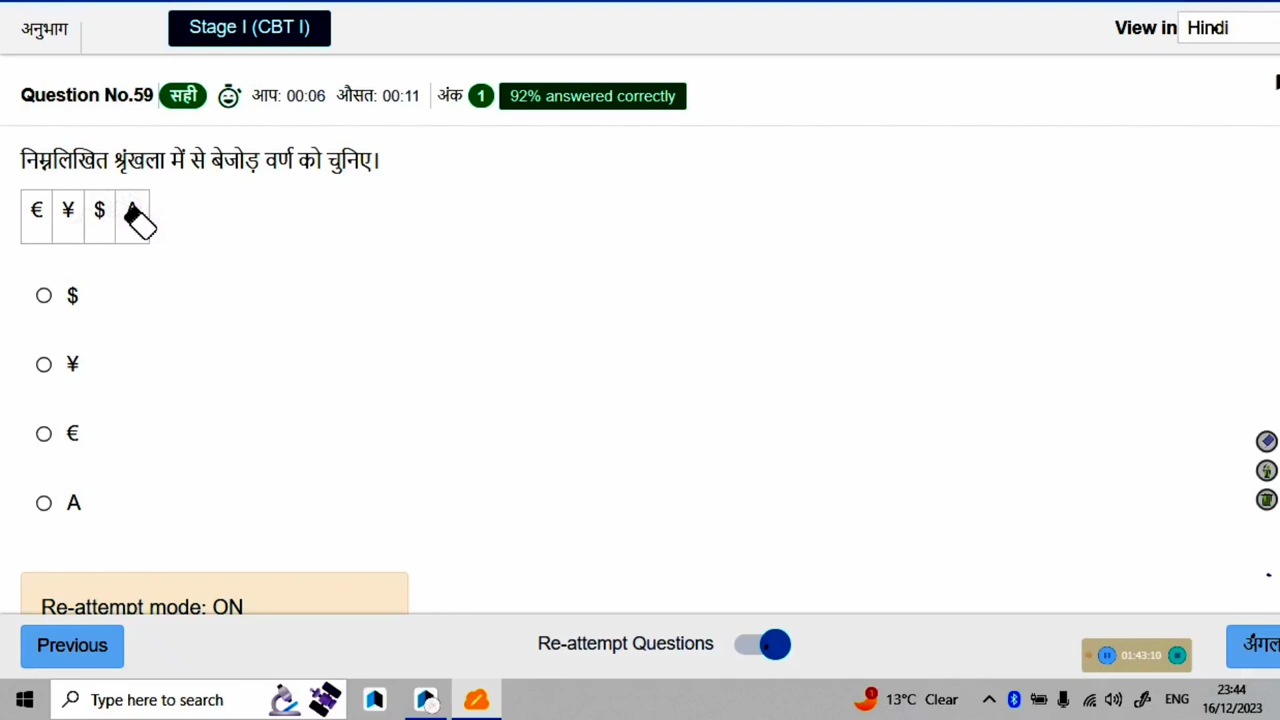 अनुभाग
Stage I (CBT I)
View in Hindi
Question No.59 सही आप: 00:06 औसत: 00:11 अंक 1 92% answered correctly
निम्नलिखित श्रृंखला में से बेजोड़ वर्ण को चुनिए।
€ ¥ $
$
¥
€
A
Re-attempt mode: ON
Previous
Re-attempt Questions
01:43:10
Type here to search
1
13°C Clear
ENG
23:44
16/12/2023